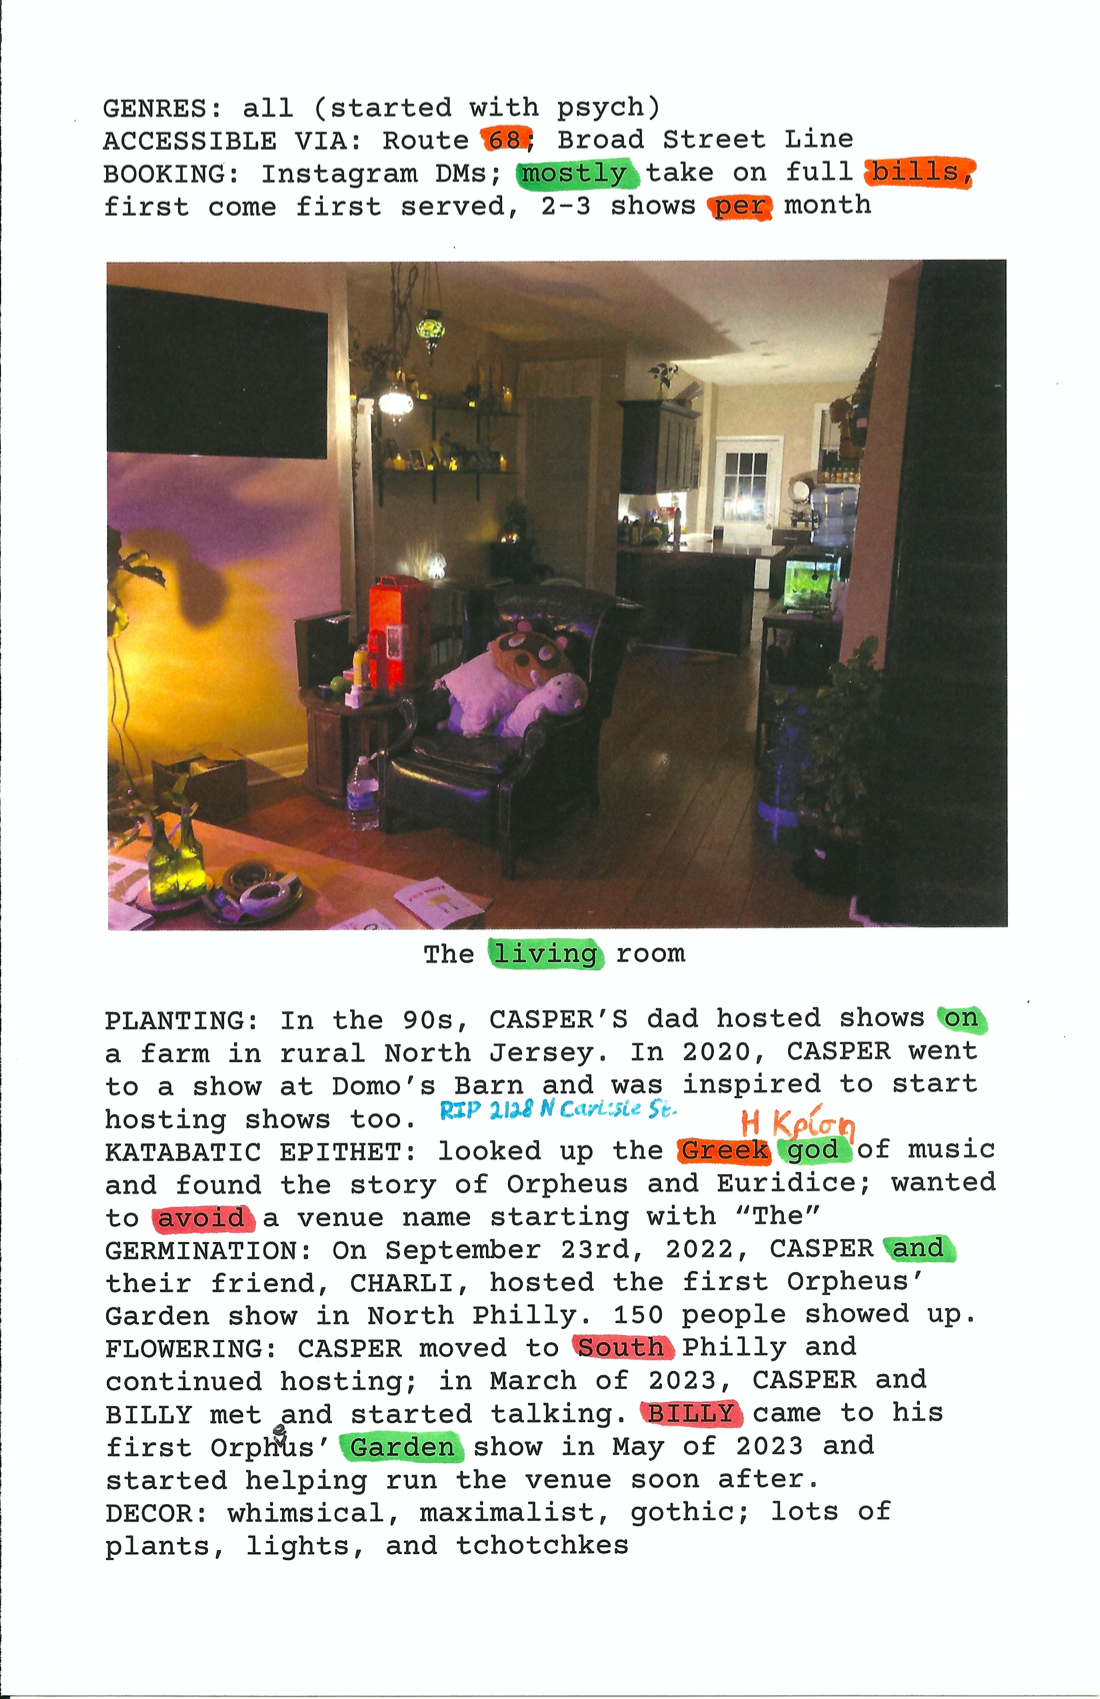 GENRES: all (started with psych)
ACCESSIBLE VIA: Route 68; Broad Street Line
BOOKING: Instagram DMs; mostly take on full bills,
first come first served, 2-3 shows per month
The living room
PLANTING: In the 90s, CASPER'S dad hosted shows on
a farm in rural North Jersey. In 2020, CASPER went
to a show at Domo's Barn and was inspired to start
hosting shows too. RIP 2128 N Carlisle St.
Η Κρίση
KATABATIC EPITHET: looked up the Greek god of music
and found the story of Orpheus and Euridice; wanted
to avoid a venue name starting with “The”
GERMINATION: On September 23rd, 2022, CASPER and
their friend, CHARLI, hosted the first Orpheus’
Garden show in North Philly. 150 people showed up.
FLOWERING: CASPER moved to South Philly and
continued hosting; in March of 2023, CASPER and
BILLY met and started talking. BILLY came to his
first Orpheus’ Garden show in May of 2023 and
started helping run the venue soon after.
DECOR: whimsical, maximalist, gothic; lots of
plants, lights, and tchotchkes